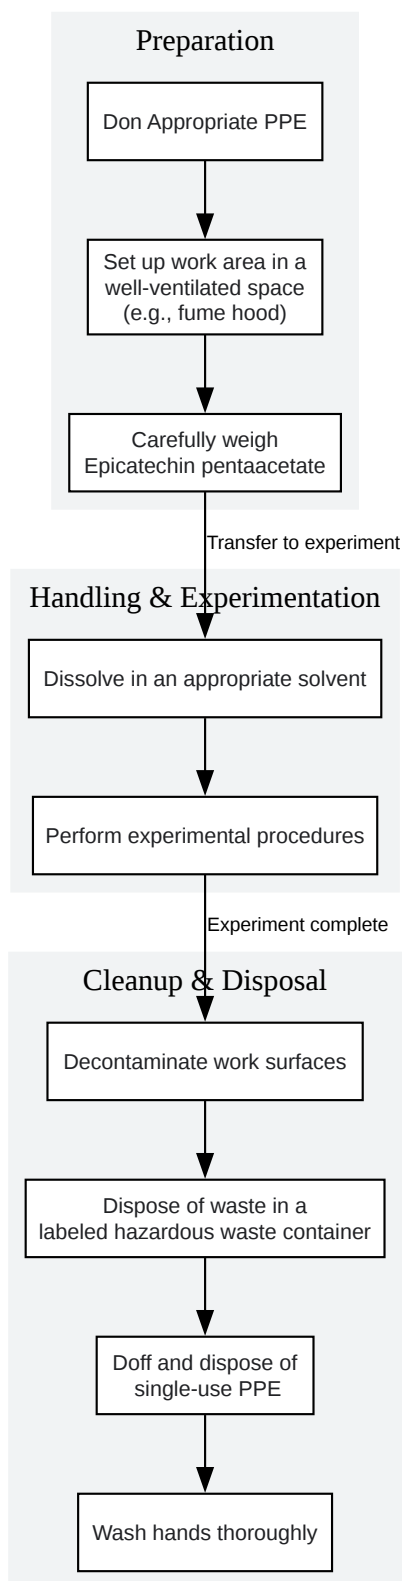 Preparation
Don Appropriate PPE
Set up work area in a
well-ventilated space
(e.g., fume hood)
Carefully weigh
Epicatechin pentaacetate
Transfer to experiment
Handling & Experimentation
Dissolve in an appropriate solvent
Perform experimental procedures
Experiment complete
Cleanup & Disposal
Decontaminate work surfaces
Dispose of waste in a
labeled hazardous waste container
Doff and dispose of
single-use PPE
Wash hands thoroughly